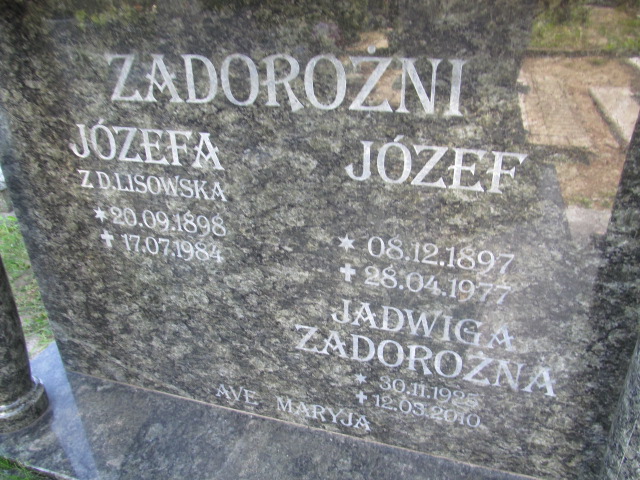 ZADOROŻNI
JÓZEFA
Z D. LISOWSKA
* 20.09.1898
✝ 17.07.1984
JÓZEF
* 08.12.1897
✝ 28.04.1977
JADWIGA
ZADOROŻNA
✝ 12.03.2010
AVE MARYJA